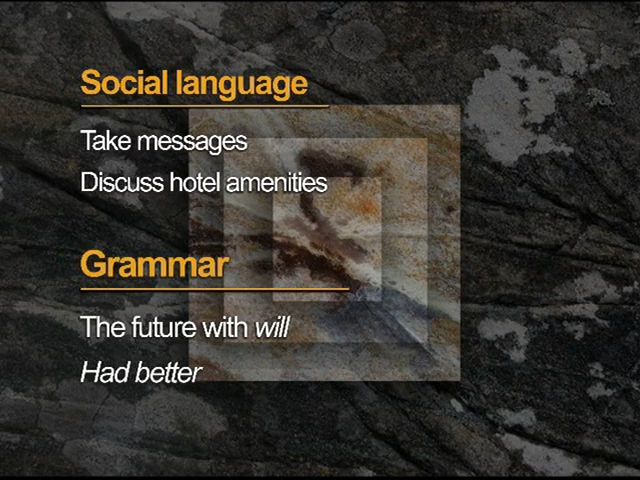 Social language
Take messages
Discuss hotel amenities
Grammar
The future with will
Had better